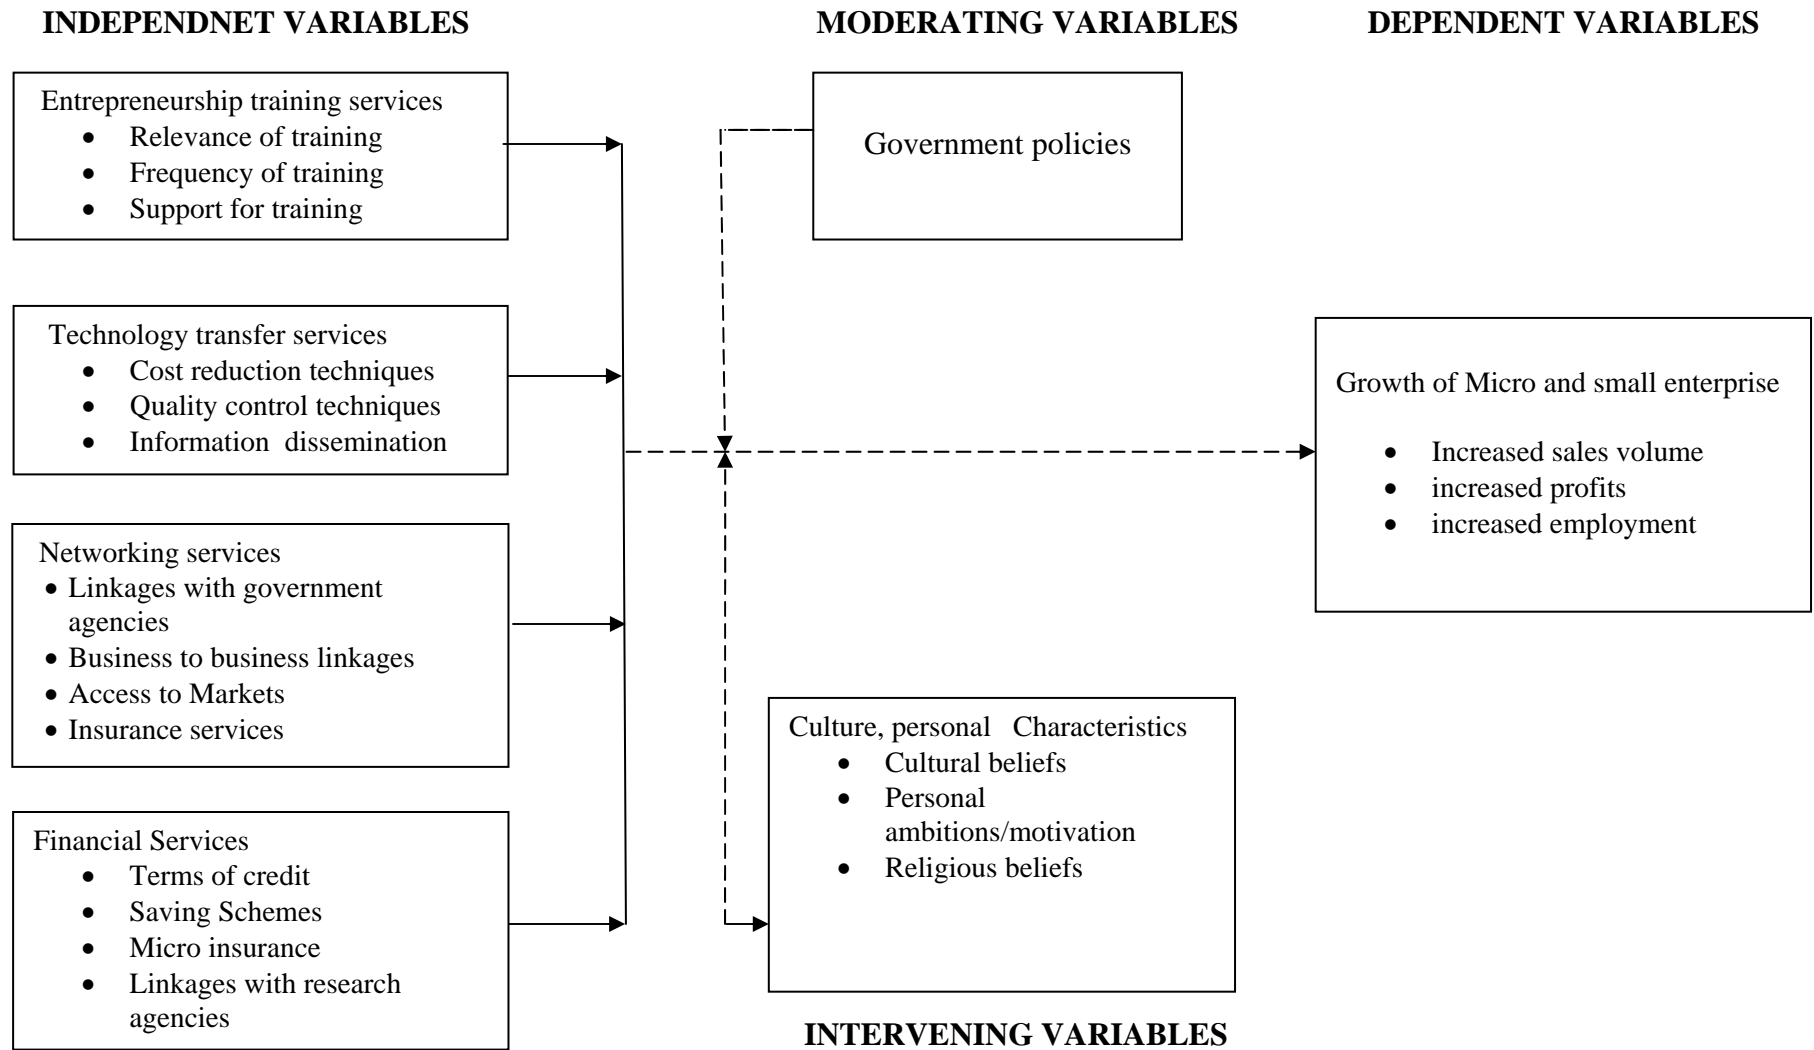 INDEPENDNET VARIABLES
MODERATING VARIABLES
DEPENDENT VARIABLES
Entrepreneurship training services
• Relevance of training
• Frequency of training
• Support for training
Government policies
Technology transfer services
• Cost reduction techniques
• Quality control techniques
• Information dissemination
Growth of Micro and small enterprise
• Increased sales volume
• increased profits
• increased employment
Networking services
• Linkages with government
agencies
• Business to business linkages
• Access to Markets
• Insurance services
Culture, personal Characteristics
• Cultural beliefs
• Personal
ambitions/motivation
• Religious beliefs
Financial Services
• Terms of credit
• Saving Schemes
• Micro insurance
• Linkages with research
agencies
INTERVENING VARIABLES